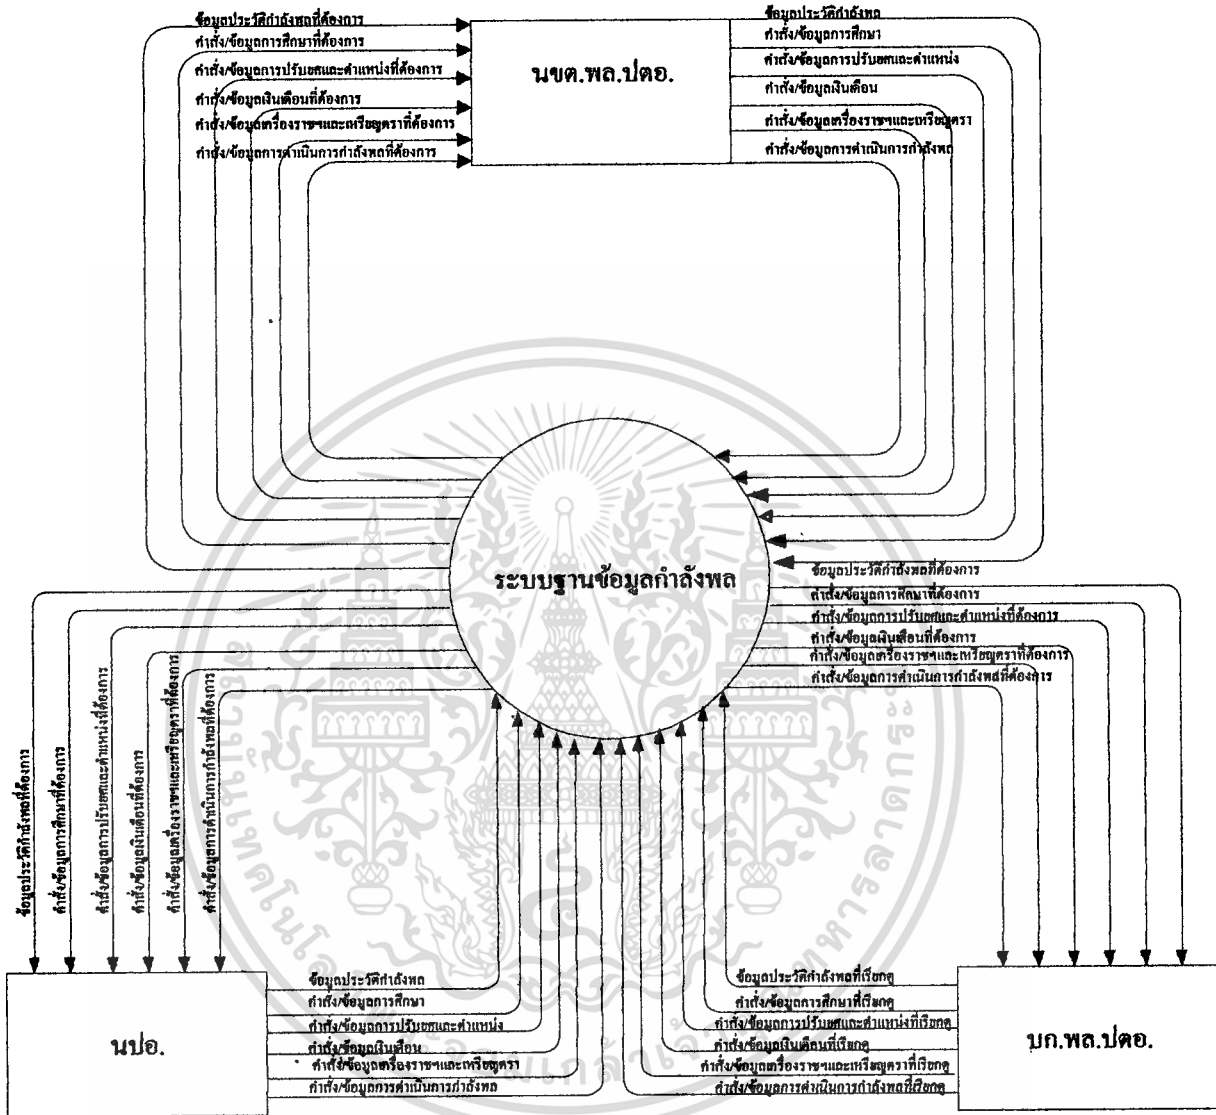 ข้อมูลประวัติกำลังพลที่ต้องการ
คำสั่ง/ข้อมูลการศึกษาที่ต้องการ
คำสั่ง/ข้อมูลการปรับยศและตำแหน่งที่ต้องการ
คำสั่ง/ข้อมูลเงินเดือนที่ต้องการ
คำสั่ง/ข้อมูลเครื่องราชฯและเหรียญตราที่ต้องการ
คำสั่ง/ข้อมูลการดำเนินการกำลังพลที่ต้องการ
นขต.พล.ปตอ.
ข้อมูลประวัติกำลังพล
คำสั่ง/ข้อมูลการศึกษา
คำสั่ง/ข้อมูลการปรับยศและตำแหน่ง
คำสั่ง/ข้อมูลเงินเดือน
คำสั่ง/ข้อมูลเครื่องราชฯและเหรียญตรา
คำสั่ง/ข้อมูลการดำเนินการกำลังพล
ระบบฐานข้อมูลกำลังพล
ข้อมูลประวัติกำลังพลที่ต้องการ
คำสั่ง/ข้อมูลการศึกษาที่ต้องการ
คำสั่ง/ข้อมูลการปรับยศและตำแหน่งที่ต้องการ
คำสั่ง/ข้อมูลเงินเดือนที่ต้องการ
คำสั่ง/ข้อมูลเครื่องราชฯและเหรียญตราที่ต้องการ
คำสั่ง/ข้อมูลการดำเนินการกำลังพลที่ต้องการ
ข้อมูลประวัติกำลังพลที่ต้องการ
คำสั่ง/ข้อมูลการศึกษาที่ต้องการ
คำสั่ง/ข้อมูลการปรับยศและตำแหน่งที่ต้องการ
คำสั่ง/ข้อมูลเงินเดือนที่ต้องการ
คำสั่ง/ข้อมูลเครื่องราชฯและเหรียญตราที่ต้องการ
คำสั่ง/ข้อมูลการดำเนินการกำลังพลที่ต้องการ
นปอ.
ข้อมูลประวัติกำลังพล
คำสั่ง/ข้อมูลการศึกษา
คำสั่ง/ข้อมูลการปรับยศและตำแหน่ง
คำสั่ง/ข้อมูลเงินเดือน
คำสั่ง/ข้อมูลเครื่องราชฯและเหรียญตรา
คำสั่ง/ข้อมูลการดำเนินการกำลังพล
ข้อมูลประวัติกำลังพลที่เรียกดู
คำสั่ง/ข้อมูลการศึกษาที่เรียกดู
คำสั่ง/ข้อมูลการปรับยศและตำแหน่งที่เรียกดู
คำสั่ง/ข้อมูลเงินเดือนที่เรียกดู
คำสั่ง/ข้อมูลเครื่องราชฯและเหรียญตราที่เรียกดู
คำสั่ง/ข้อมูลการดำเนินการกำลังพลที่เรียกดู
บก.พล.ปตอ.